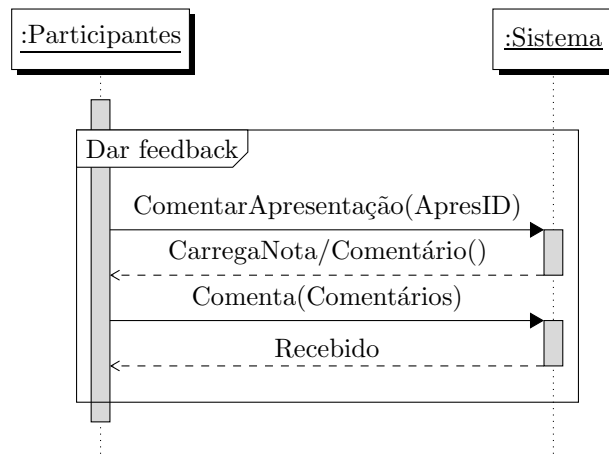 :Participantes
:Sistema
Dar feedback
ComentarApresentação(ApresID)
CarregaNota/Comentário()
Comenta(Comentários)
Recebido